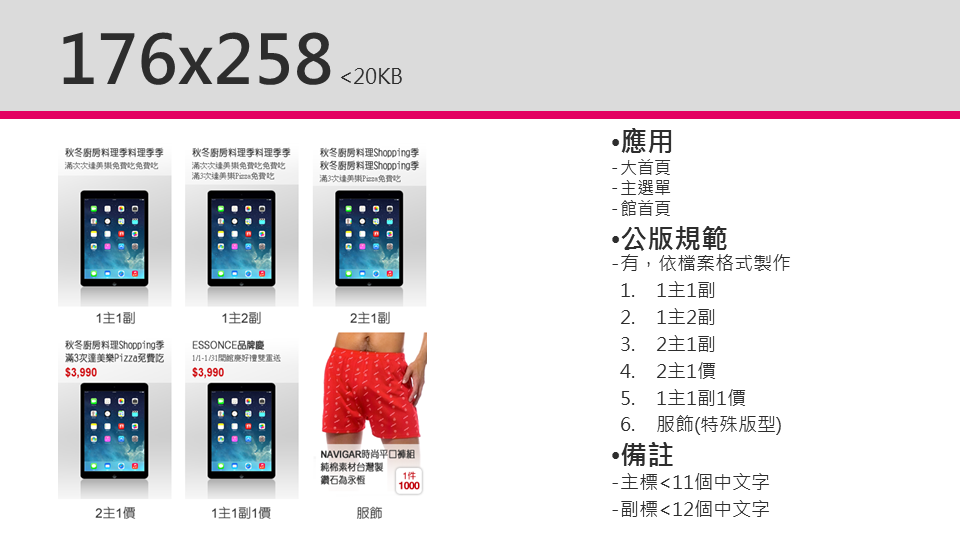 176x258 <20KB
秋冬廚房料理季料理季季
滿次次達美樂免費吃免費吃
秋冬廚房料理季料理季季
滿次次達美樂免費吃免費吃
滿3次達美樂Pizza免費吃
秋冬廚房料理Shopping季
秋冬廚房料理Shopping季
滿3次達美樂Pizza免費吃
1主1副
1主2副
2主1副
秋冬廚房料理Shopping季
滿3次達美樂Pizza免費吃
$3,990
ESSONCE品牌慶
1/1-1/31開館慶好禮雙重送
$3,990
NAVIGAR時尚平口褲組
純棉素材台灣製
鑽石為永恆
1件
1000
2主1價
1主1副1價
服飾
•應用
-大首頁
-主選單
-館首頁
•公版規範
-有，依檔案格式製作
1. 1主1副
2. 1主2副
3. 2主1副
4. 2主1價
5. 1主1副1價
6. 服飾(特殊版型)
•備註
-主標<11個中文字
-副標<12個中文字